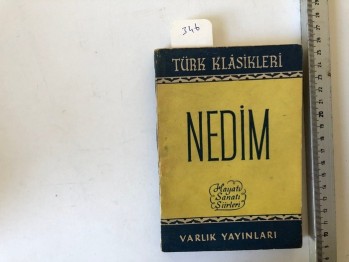 346
TÜRK KLÂSİKLERİ
NEDİM
Hayatı
Sanatı
Şiirleri
VARLIK YAYINLARI